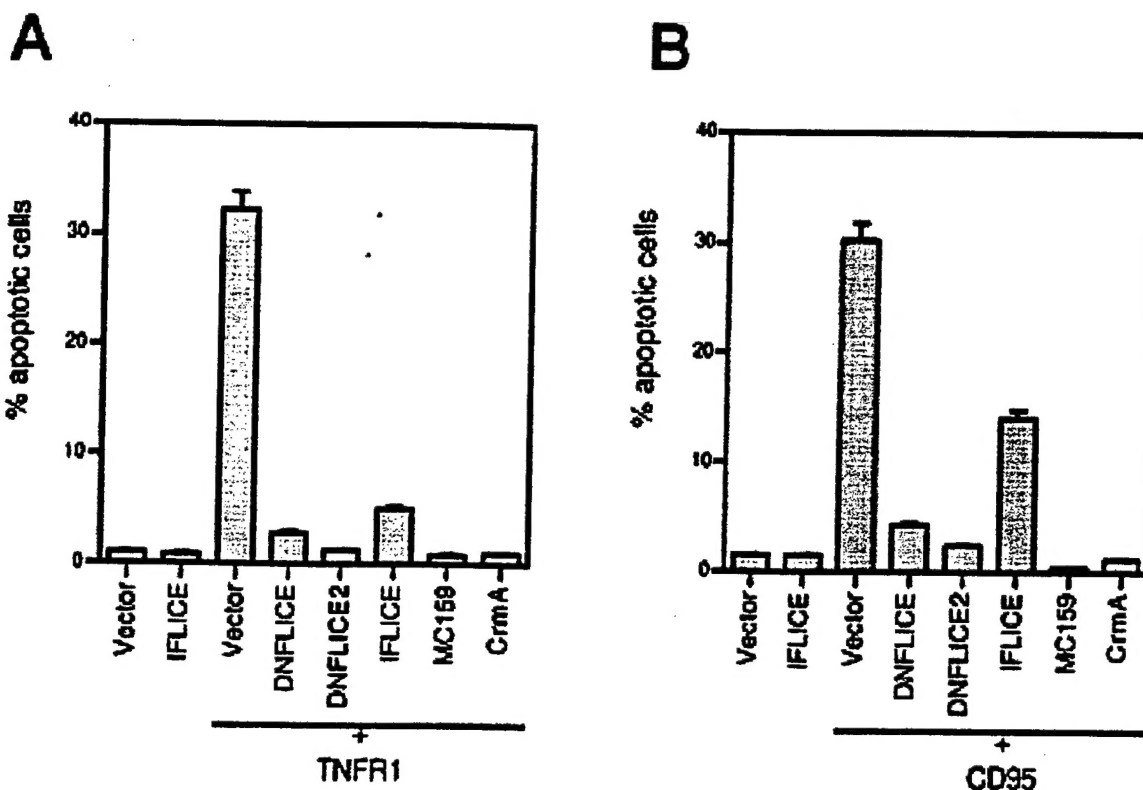 A
% apoptotic cells
40
30
20
10
0
Vector
IFLICE
Vector
DNFLICE
DNFLICE2
IFLICE
MC159
CrmA
+
TNFR1
B
% apoptotic cells
40
30
20
10
0
Vector
IFLICE
Vector
DNFLICE
DNFLICE2
IFLICE
MC159
CrmA
+
CD95